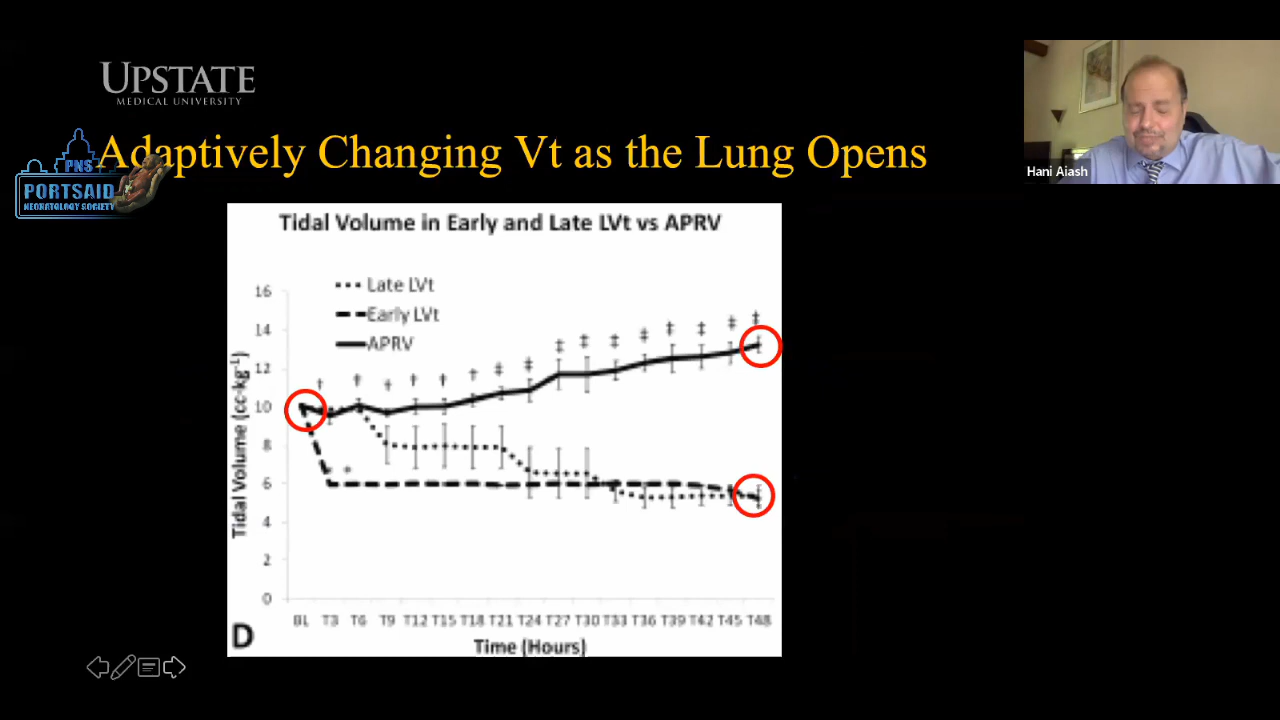 UPSTATE
MEDICAL UNIVERSITY
Adaptively Changing Vt as the Lung Opens
PNS
PORTSAID
NEONATOLOGY SOCIETY
Hani Aiash
Tidal Volume in Early and Late LVt vs APRV
Late LVt
Early LVt
APRV
16
14
12
10
8
6
4
2
0
Tidal Volume (cc-kg⁻¹)
† † † † † † ‡ ‡ ‡ ‡ ‡ ‡ ‡ ‡ ‡ ‡
* *
BL T3 T6 T9 T12 T15 T18 T21 T24 T27 T30 T33 T36 T39 T42 T45 T48
Time (Hours)
D